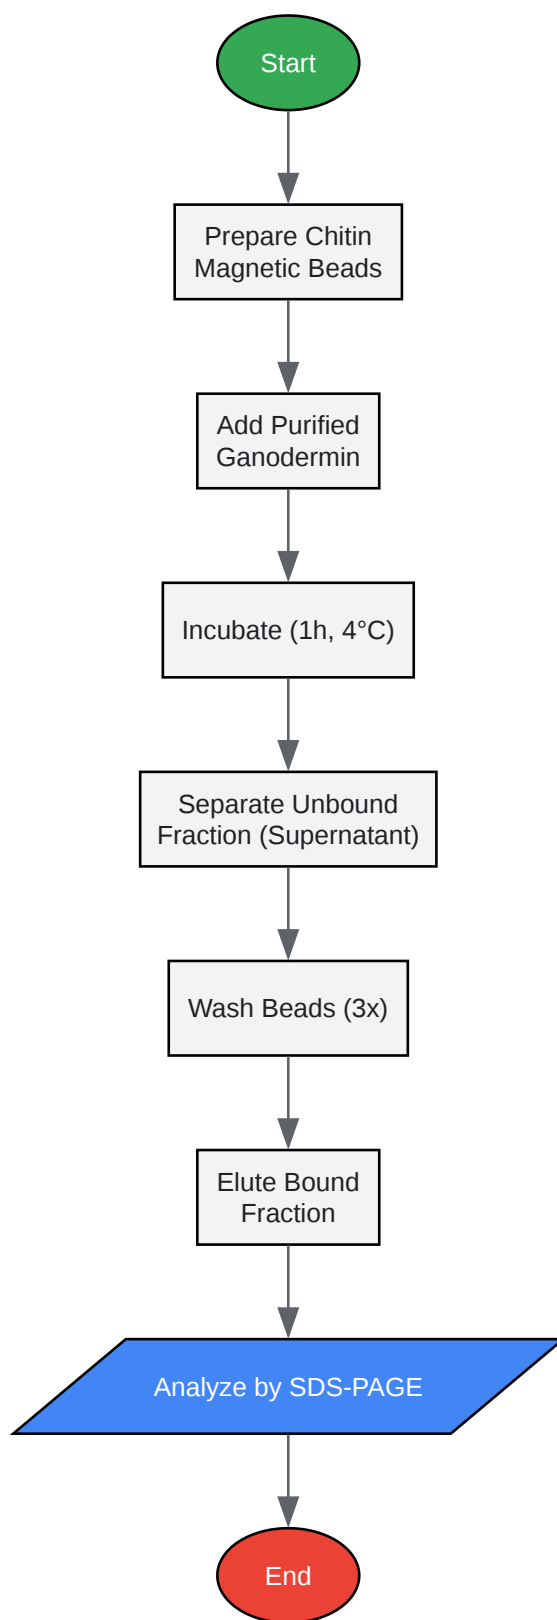 Start
Prepare Chitin
Magnetic Beads
Add Purified
Ganodermin
Incubate (1h, 4°C)
Separate Unbound
Fraction (Supernatant)
Wash Beads (3x)
Elute Bound
Fraction
Analyze by SDS-PAGE
End